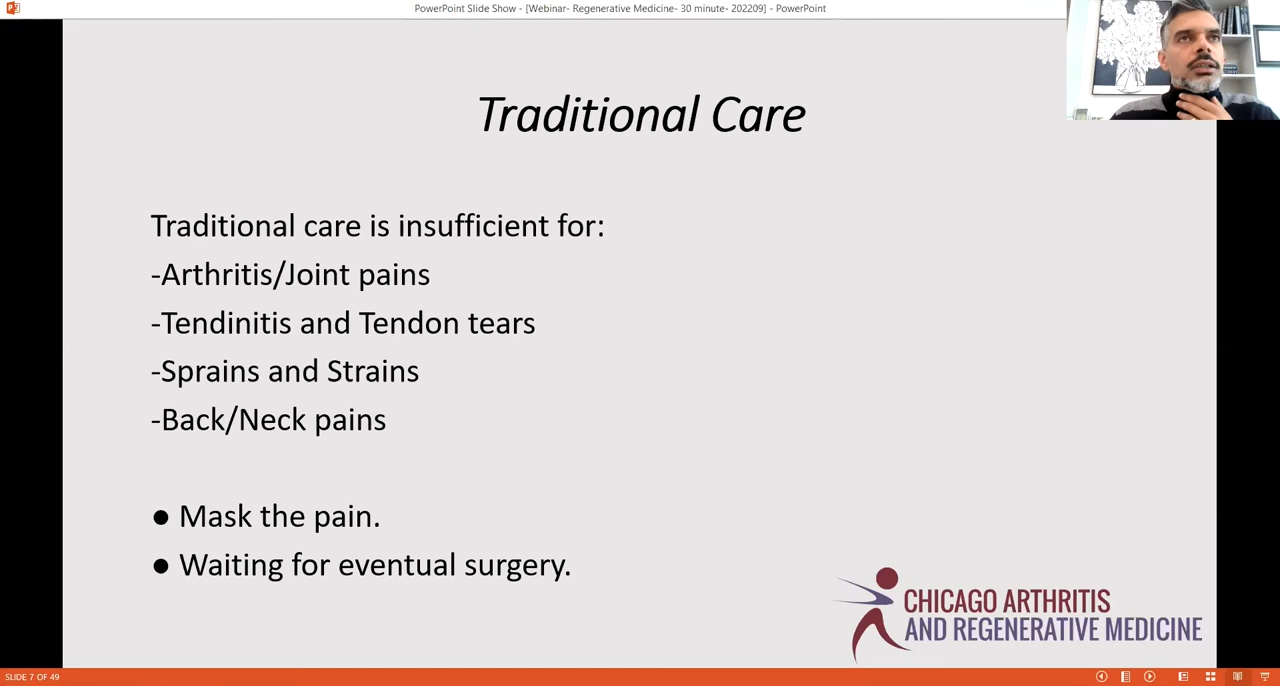 PowerPoint Slide Show - [Webinar- Regenerative Medicine- 30 minute- 202209] - PowerPoint
Traditional Care
Traditional care is insufficient for:
-Arthritis/Joint pains
-Tendinitis and Tendon tears
-Sprains and Strains
-Back/Neck pains
● Mask the pain.
● Waiting for eventual surgery.
CHICAGO ARTHRITIS
AND REGENERATIVE MEDICINE
SLIDE 7 OF 49